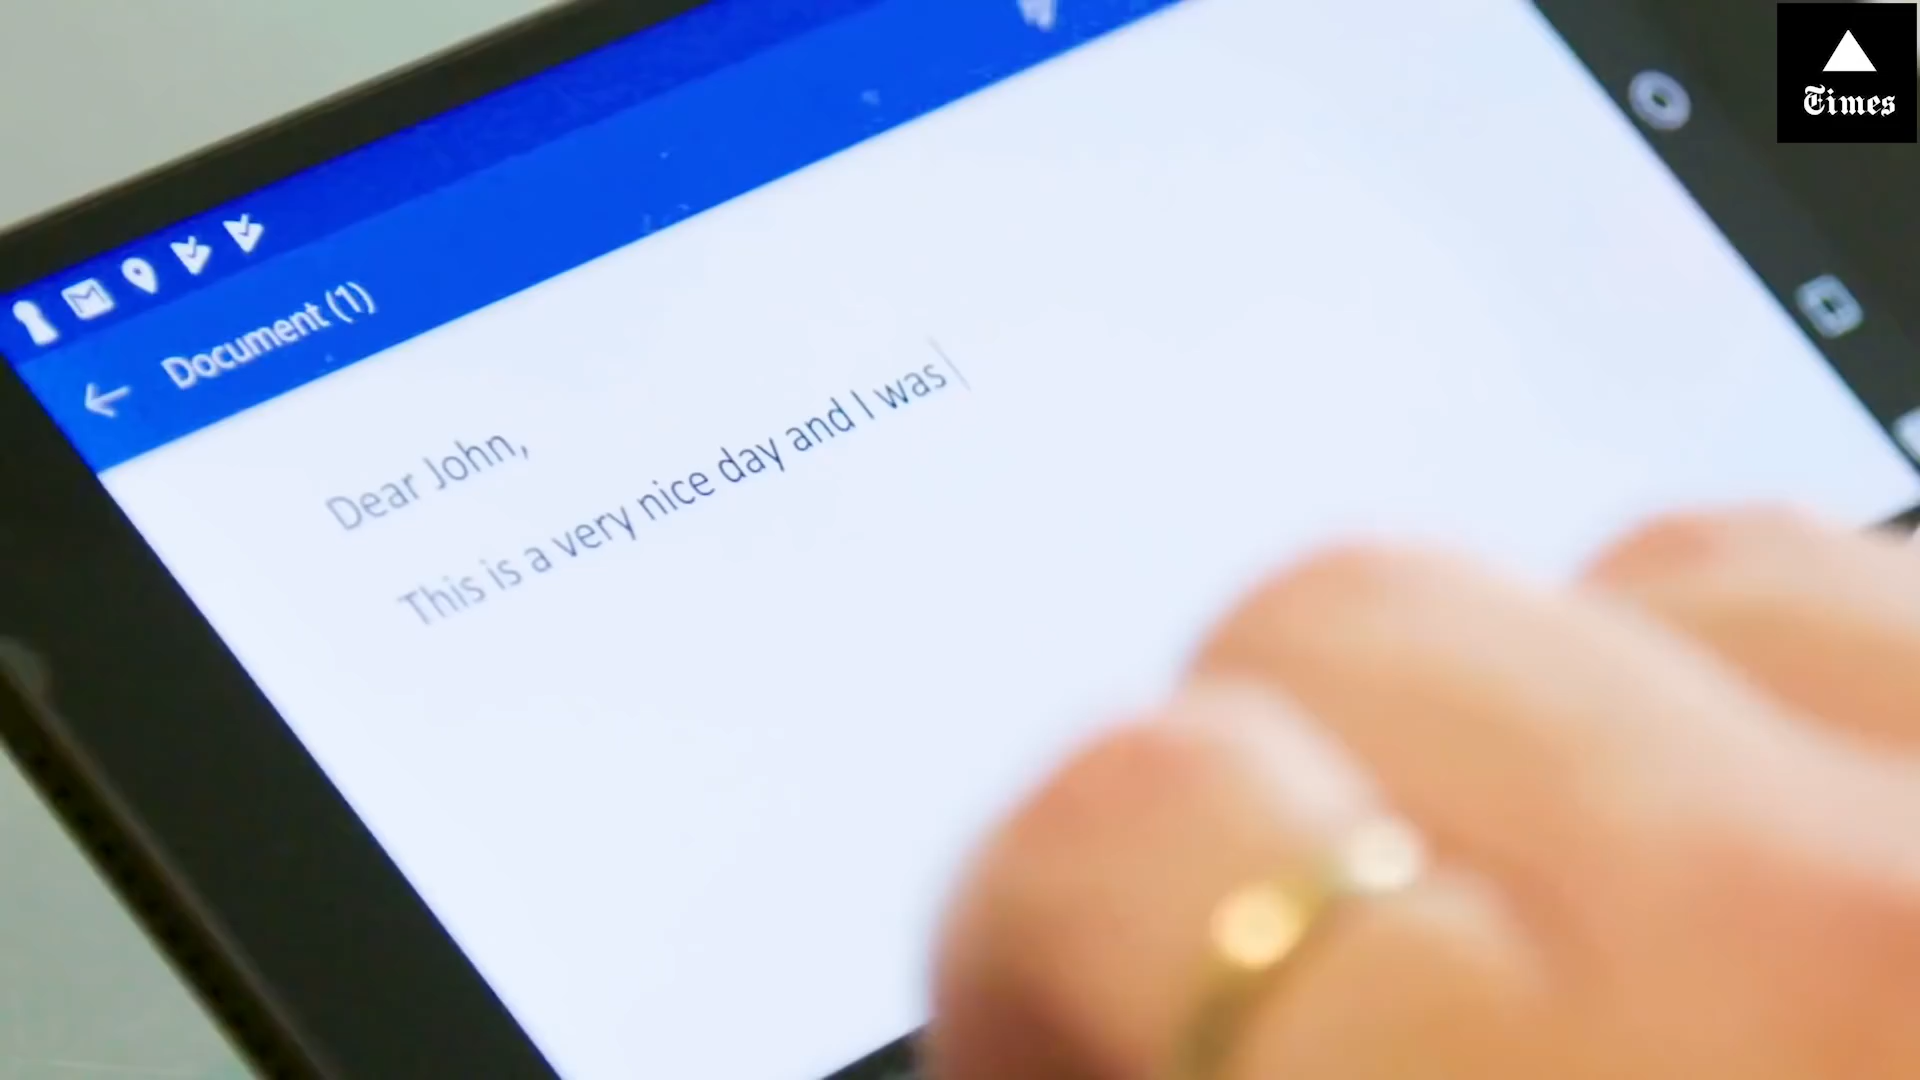 Times
Document (1)
Dear John,
This is a very nice day and I was